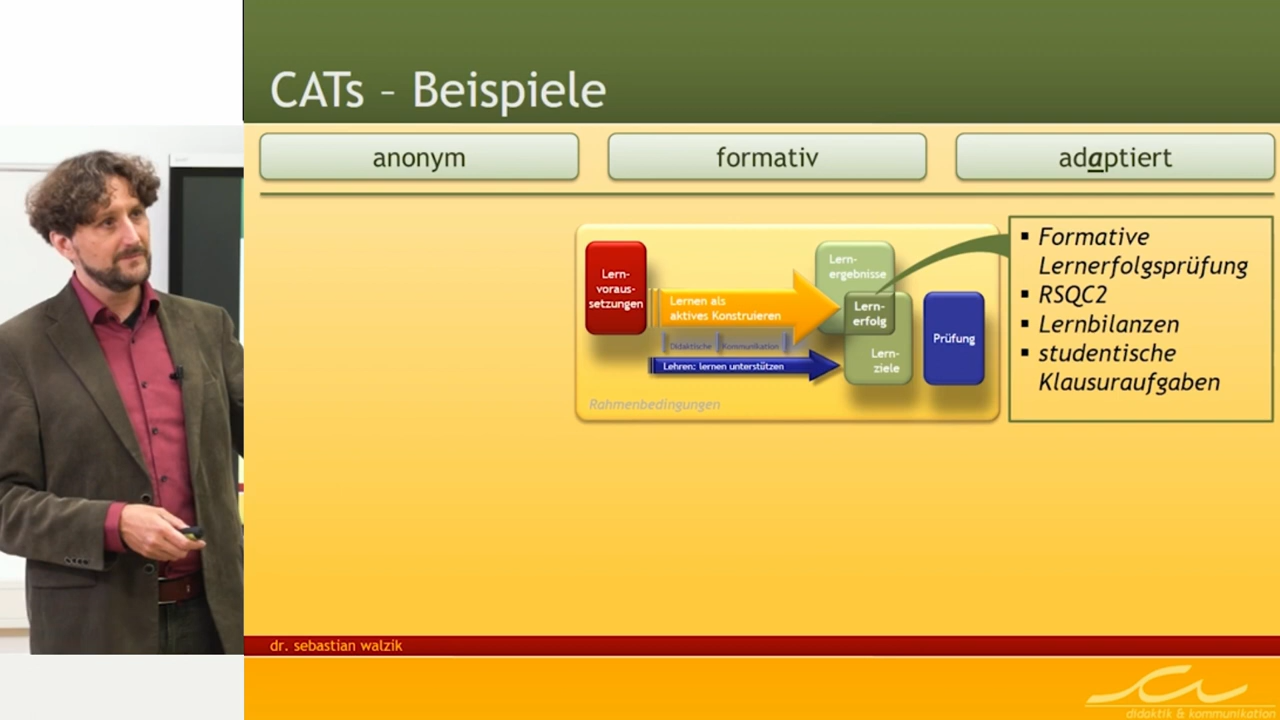 CATs – Beispiele
anonym
formativ
adaptiert
Lern-
voraus-
setzungen
Lernen als
aktives Konstruieren
Didaktische Kommunikation
Lehren: lernen unterstützen
Lern-
ergebnisse
Lern-
erfolg
Lern-
ziele
Prüfung
Rahmenbedingungen
▪ Formative
Lernerfolgsprüfung
▪ RSQC2
▪ Lernbilanzen
▪ studentische
Klausuraufgaben
dr. sebastian walzik
didaktik & kommunikation